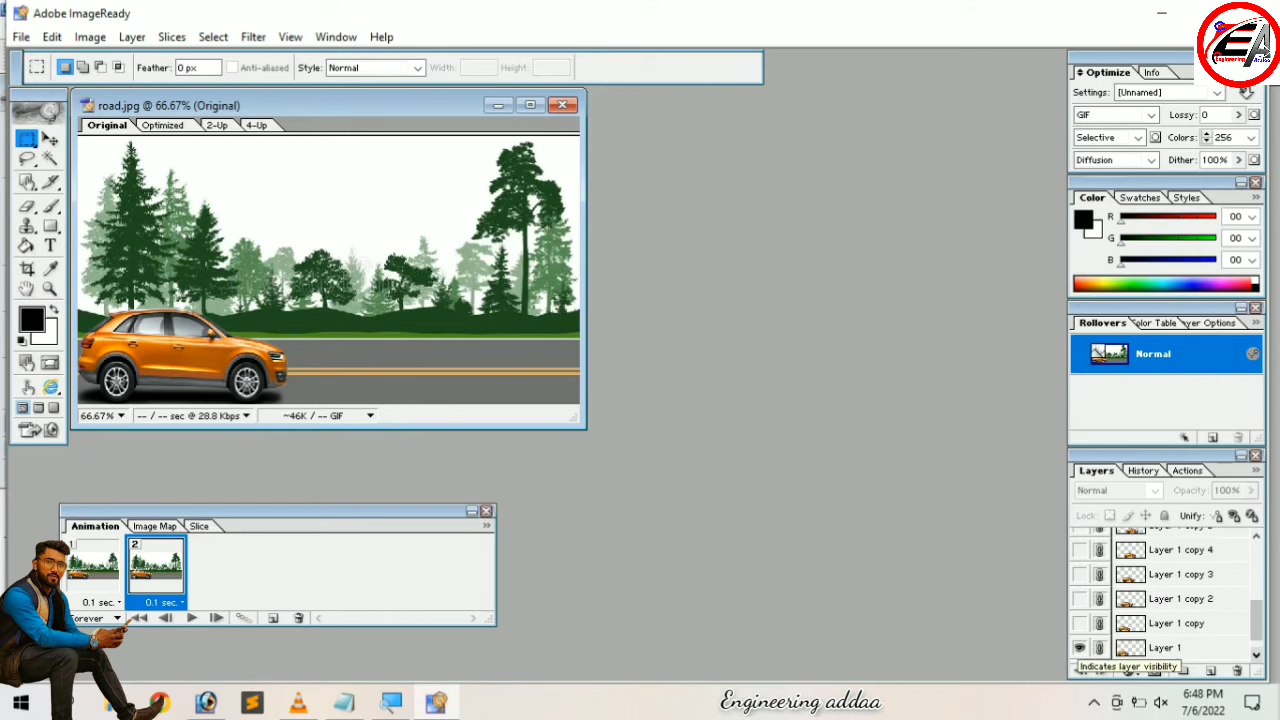 Adobe ImageReady
File Edit Image Layer Slices Select Filter View Window Help
Feather: 0 px Anti-aliased Style: Normal Width: Height:
road.jpg @ 66.67% (Original)
Original Optimized 2-Up 4-Up
66.67% -- / -- sec @ 28.8 Kbps ~46K / -- GIF
Animation Image Map Slice
1 2
0.1 sec. 0.1 sec.
Forever
Optimize Info
Settings: [Unnamed]
GIF Lossy: 0
Selective Colors: 256
Diffusion Dither: 100%
Color Swatches Styles
R 00
G 00
B 00
Rollovers Color Table Layer Options
Normal
Layers History Actions
Normal Opacity: 100%
Lock: Unify:
Layer 1 copy 4
Layer 1 copy 3
Layer 1 copy 2
Layer 1 copy
Layer 1
Indicates layer visibility
Engineering addaa
6:48 PM
7/6/2022
EA
Engineering